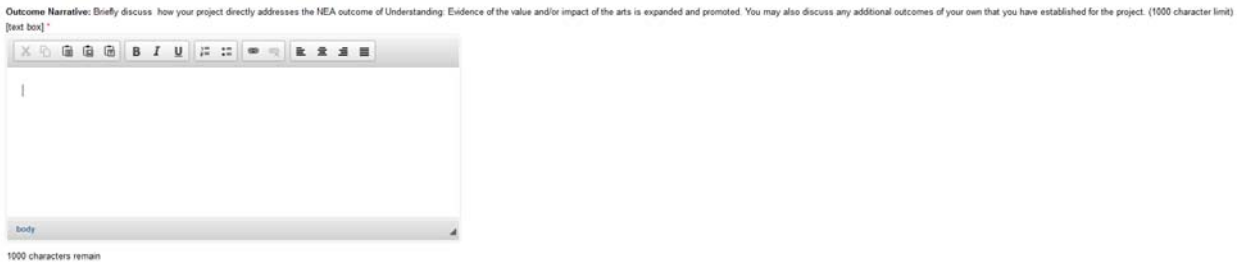 Outcome Narrative: Briefly discuss how your project directly addresses the NEA outcome of Understanding: Evidence of the value and/or impact of the arts is expanded and promoted. You may also discuss any additional outcomes of your own that you have established for the project. (1000 character limit)
[text box] *
B I U
body
1000 characters remain